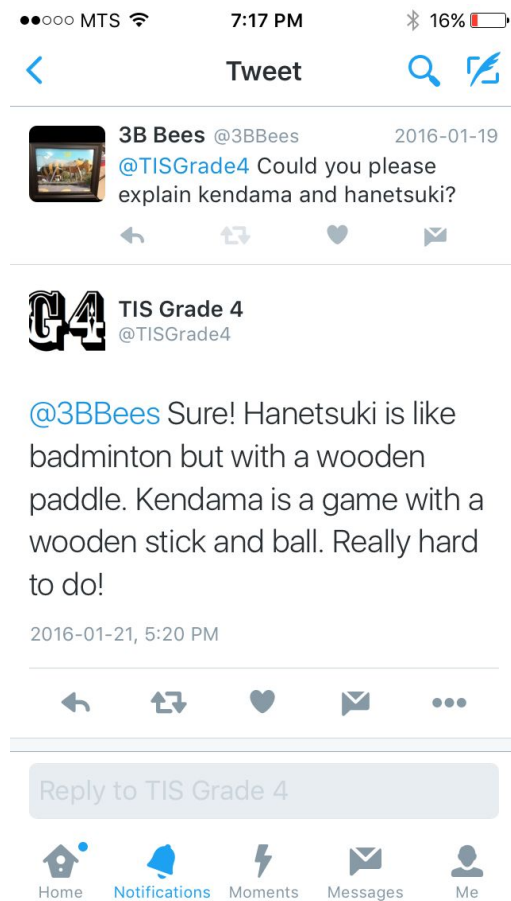 MTS 7:17 PM 16%
Tweet
3B Bees @3BBees 2016-01-19
@TISGrade4 Could you please
explain kendama and hanetsuki?
G4
TIS Grade 4
@TISGrade4
@3BBees Sure! Hanetsuki is like
badminton but with a wooden
paddle. Kendama is a game with a
wooden stick and ball. Really hard
to do!
2016-01-21, 5:20 PM
Reply to TIS Grade 4
Home Notifications Moments Messages Me